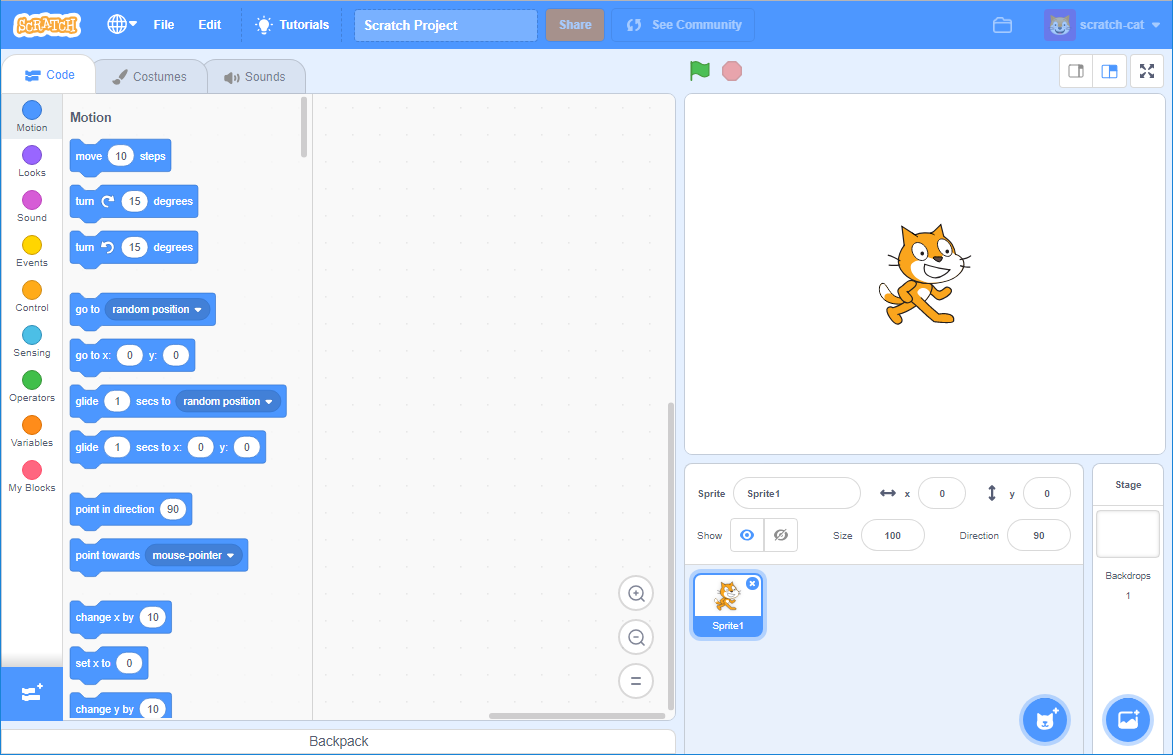 SCRATCH File Edit Tutorials Scratch Project Share See Community scratch-cat
Code Costumes Sounds
Motion
Looks
Sound
Events
Control
Sensing
Operators
Variables
My Blocks
Motion
move 10 steps
turn 15 degrees
turn 15 degrees
go to random position
go to x: 0 y: 0
glide 1 secs to random position
glide 1 secs to x: 0 y: 0
point in direction 90
point towards mouse-pointer
change x by 10
set x to 0
change y by 10
Backpack
Sprite Sprite1 x 0 y 0
Show Size 100 Direction 90
Sprite1
Stage
Backdrops
1